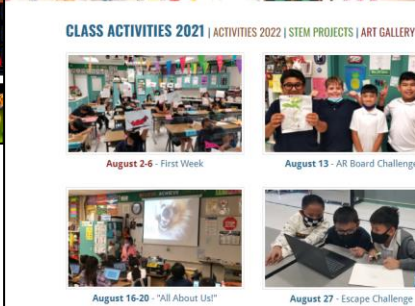 CLASS ACTIVITIES 2021 | ACTIVITIES 2022 | STEM PROJECTS | ART GALLERY
August 2-6 - First Week
August 13 - AR Board Challenge
August 16-20 - "All About Us!"
August 27 - Escape Challenge